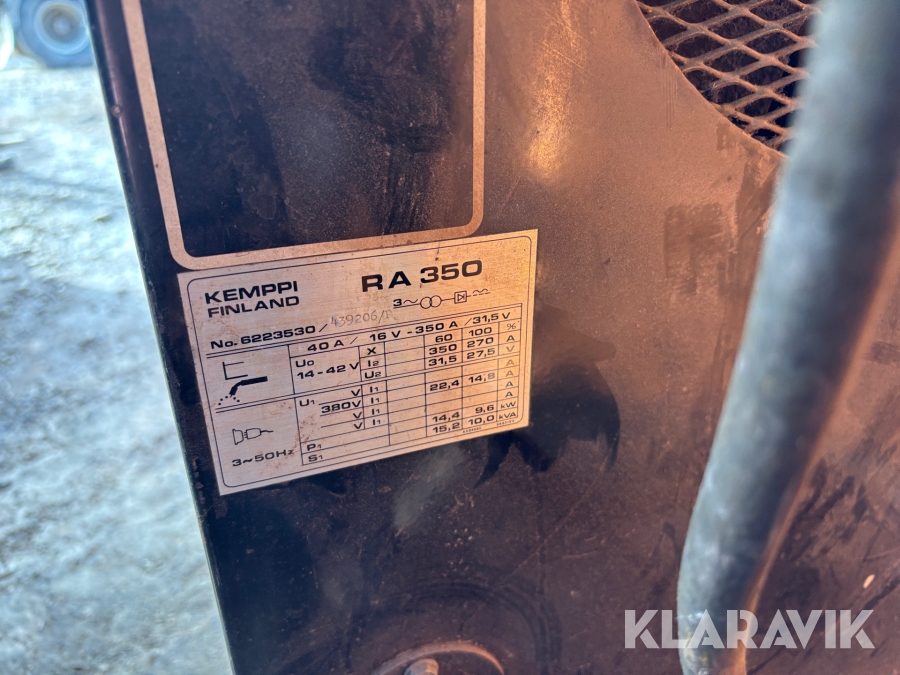 KEMPPI RA 350
FINLAND 3~
No. 6223530/439206/
40 A / 16 V - 350 A / 31,5 V
U0 X 60 100 %
14-42 V I2 350 270 A
U2 31,5 27,5 V
U1 V I1 A
380V I1 22,4 14,8 A
V I1 A
V I1 A
P1 14,4 9,6 kW
3~50Hz S1 15,2 10,0 kVA
KLARAVIK